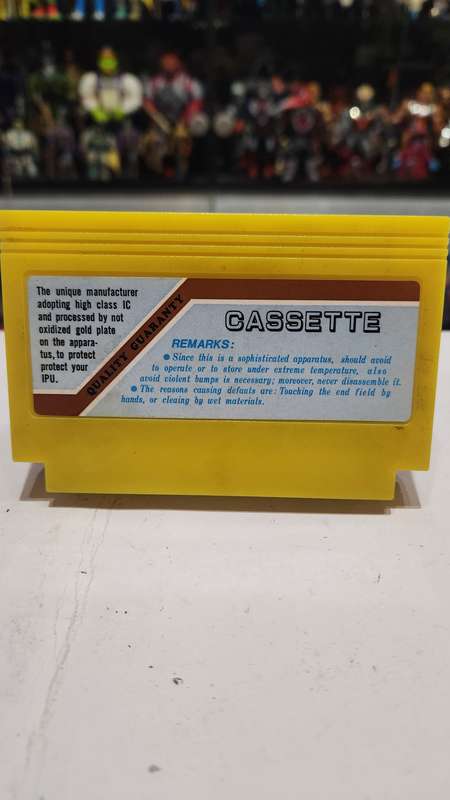 The unique manufacturer
adopting high class IC
and processed by not
oxidized gold plate
on the appara-
tus, to protect
protect your
IPU.
QUALITY GUARANTY
CASSETTE
REMARKS:
● Since this is a sophisticated apparatus, should avoid
to operate or to store under extreme temperature, also
avoid violent bumps is necessary; moreover, never disassemble it.
● The reasons causing defauts are: Touching the end field by
hands, or cleaing by wet materials.